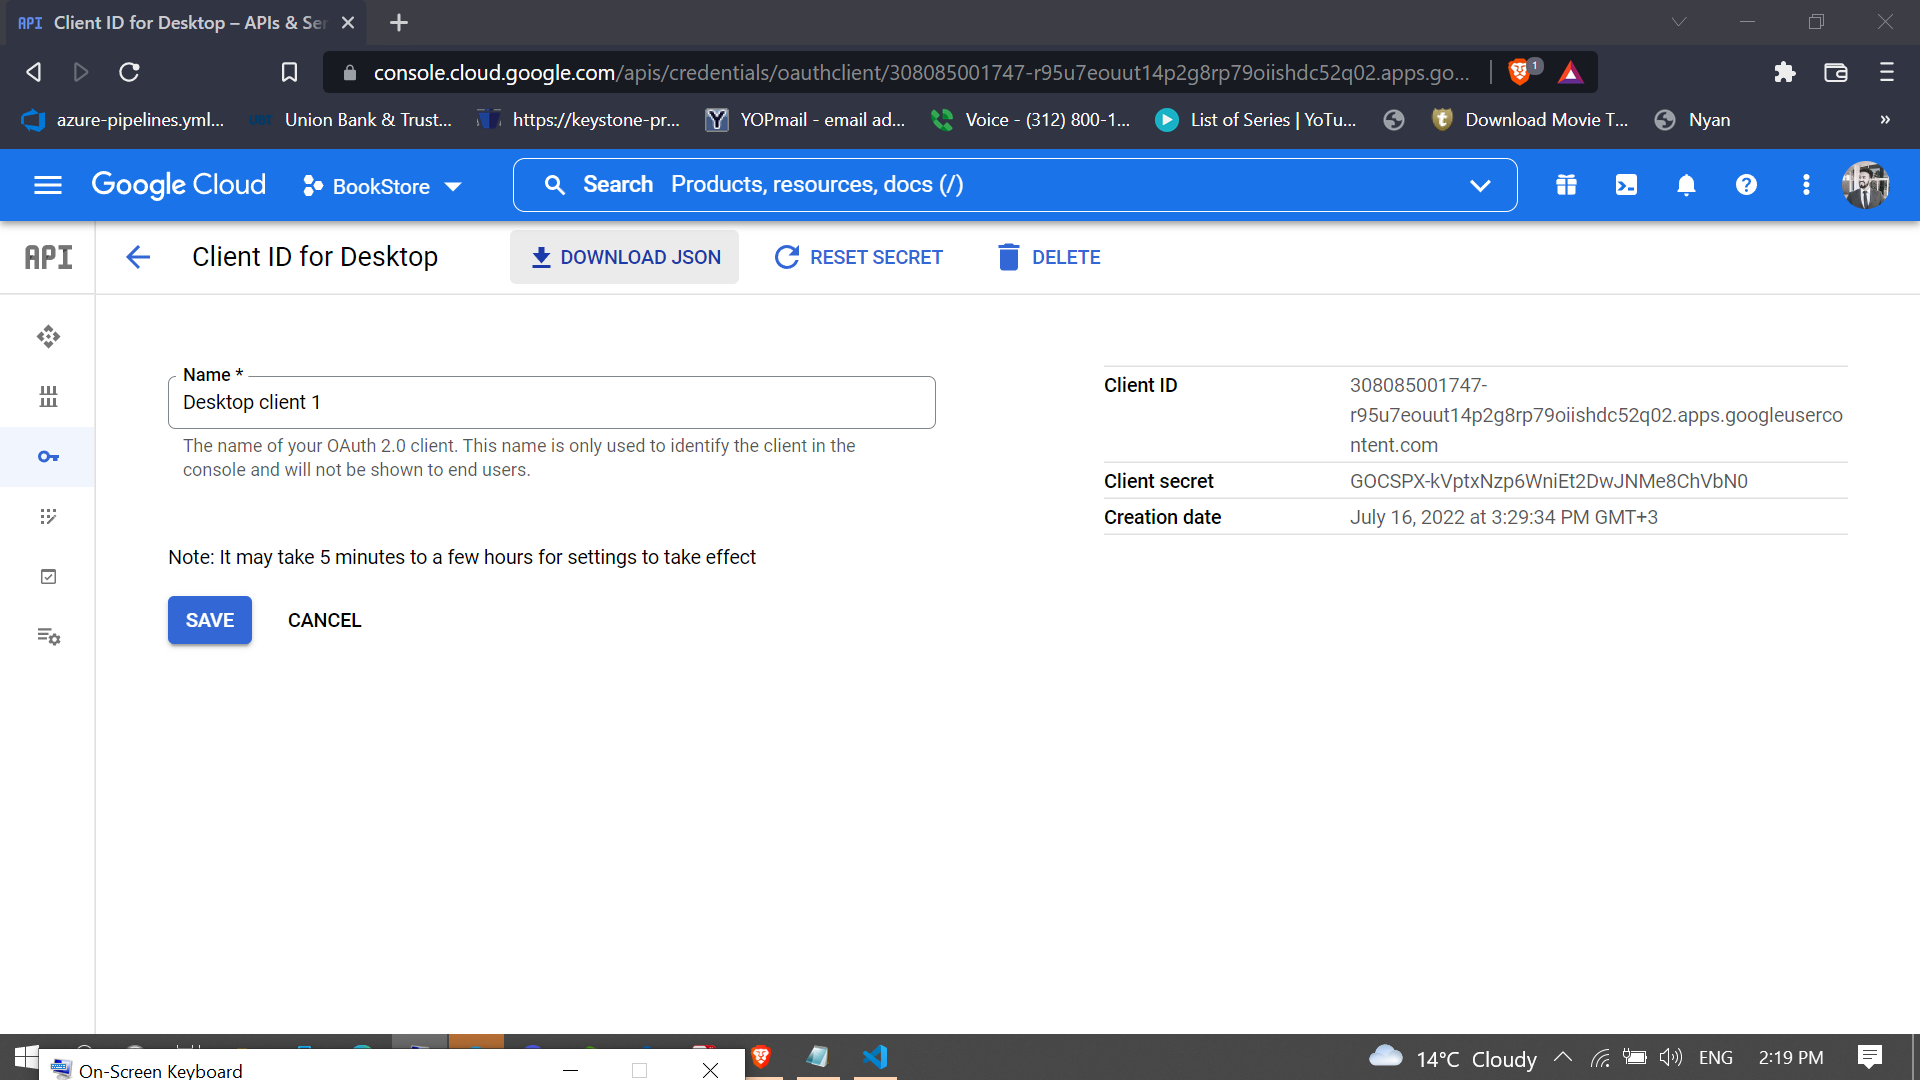 API Client ID for Desktop – APIs & Ser
console.cloud.google.com/apis/credentials/oauthclient/308085001747-r95u7eouut14p2g8rp79oiishdc52q02.apps.go...
1
azure-pipelines.yml... UBT Union Bank & Trust... https://keystone-pr... Y YOPmail - email ad... Voice - (312) 800-1... List of Series | YoTu... t Download Movie T... Nyan »
Google Cloud BookStore Search Products, resources, docs (/)
API Client ID for Desktop DOWNLOAD JSON RESET SECRET DELETE
Name *
Desktop client 1
The name of your OAuth 2.0 client. This name is only used to identify the client in the
console and will not be shown to end users.
Note: It may take 5 minutes to a few hours for settings to take effect
SAVE CANCEL
Client ID 308085001747-
r95u7eouut14p2g8rp79oiishdc52q02.apps.googleuserco
ntent.com
Client secret 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
Creation date July 16, 2022 at 3:29:34 PM GMT+3
On-Screen Keyboard
14°C Cloudy ENG 2:19 PM